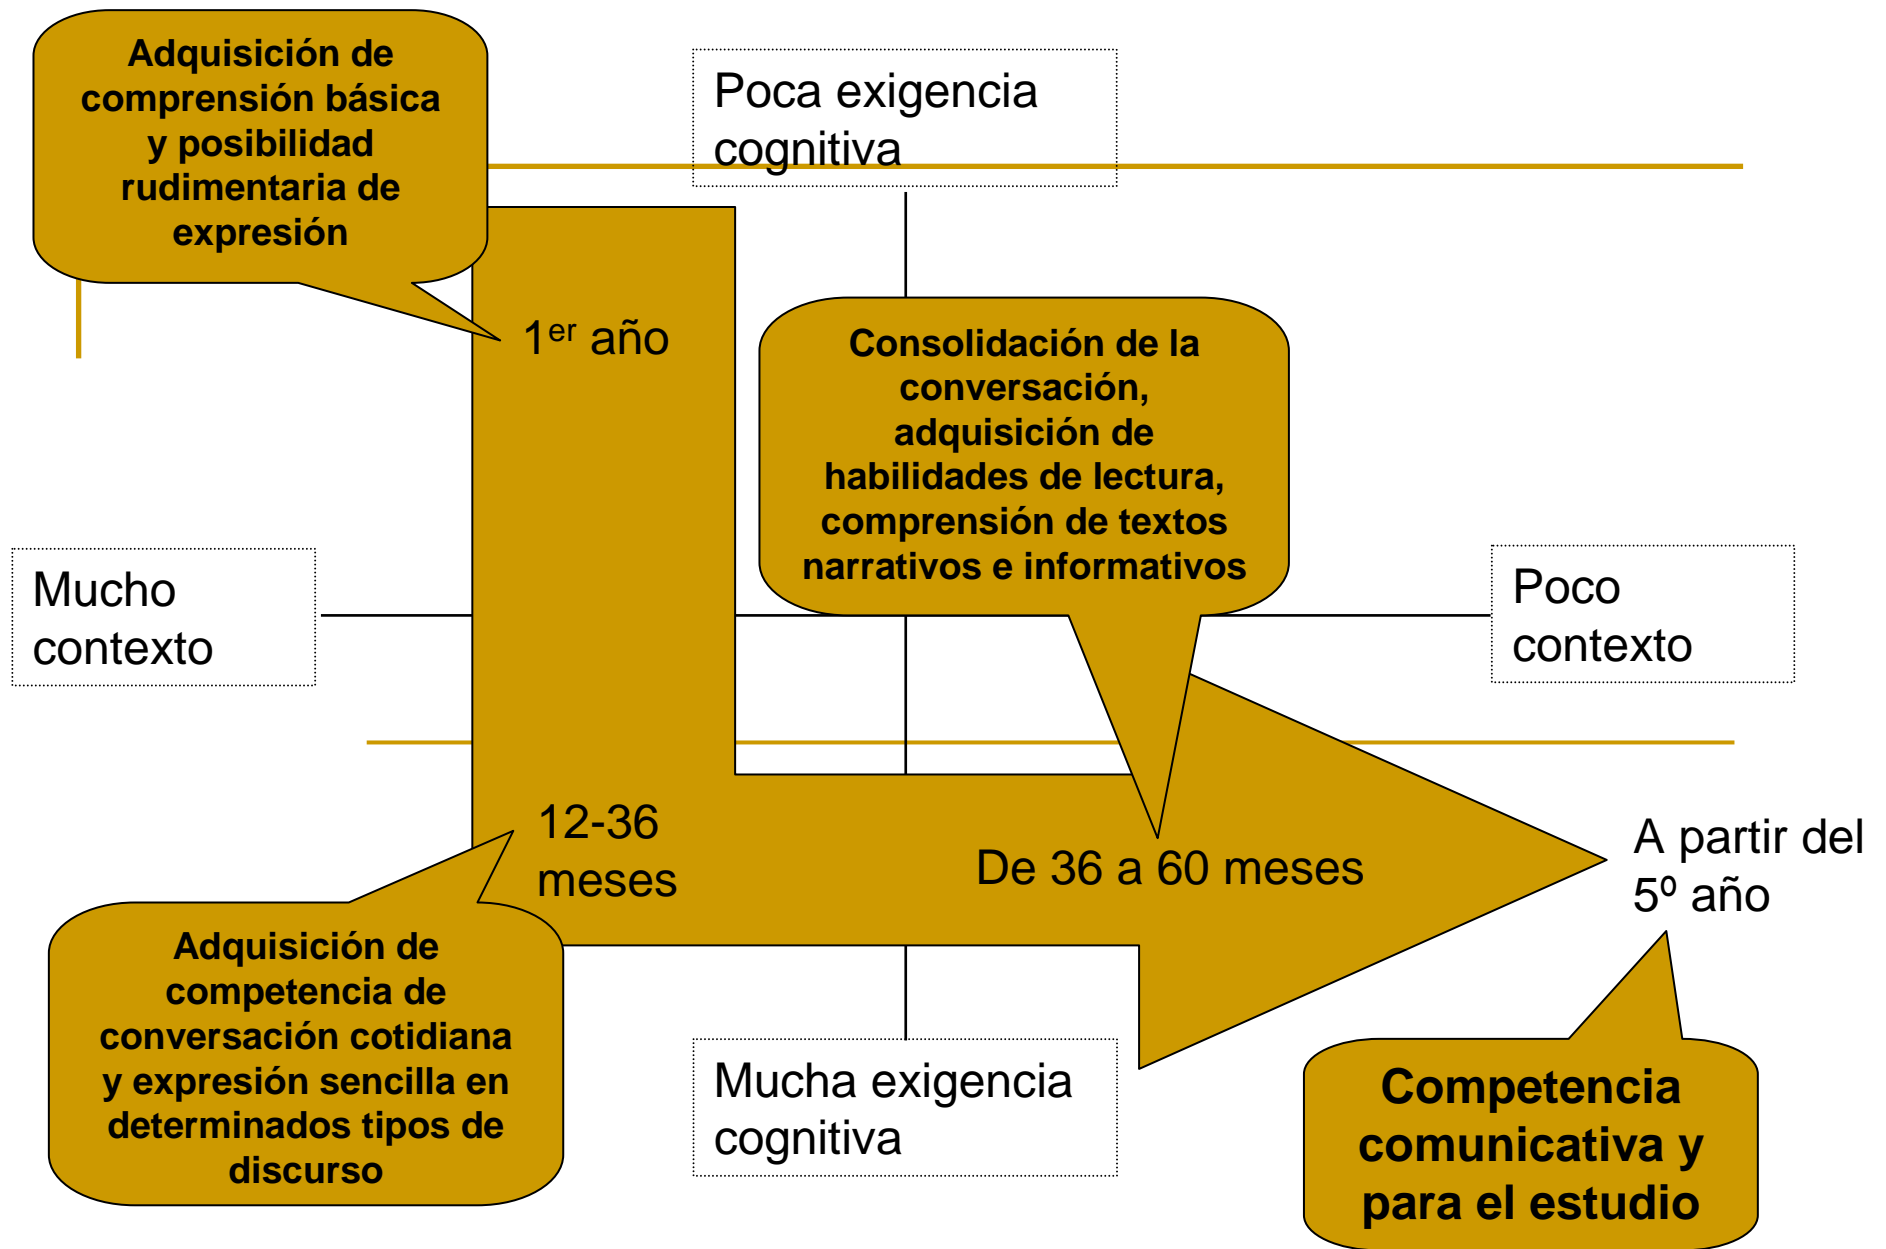 Adquisición de
comprensión básica
y posibilidad
rudimentaria de
expresión
Poca exigencia
cognitiva
1er año
Consolidación de la
conversación,
adquisición de
habilidades de lectura,
comprensión de textos
narrativos e informativos
Mucho
contexto
Poco
contexto
12-36
meses
De 36 a 60 meses
A partir del
5º año
Adquisición de
competencia de
conversación cotidiana
y expresión sencilla en
determinados tipos de
discurso
Mucha exigencia
cognitiva
Competencia
comunicativa y
para el estudio